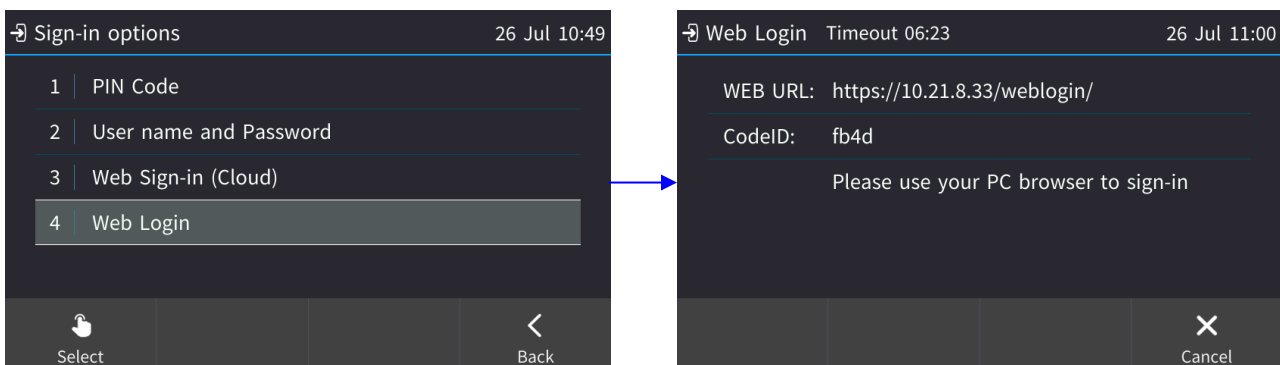 Sign-in options 26 Jul 10:49
1 PIN Code
2 User name and Password
3 Web Sign-in (Cloud)
4 Web Login
Select Back
Web Login Timeout 06:23 26 Jul 11:00
WEB URL: https://10.21.8.33/weblogin/
CodeID: fb4d
Please use your PC browser to sign-in
Cancel